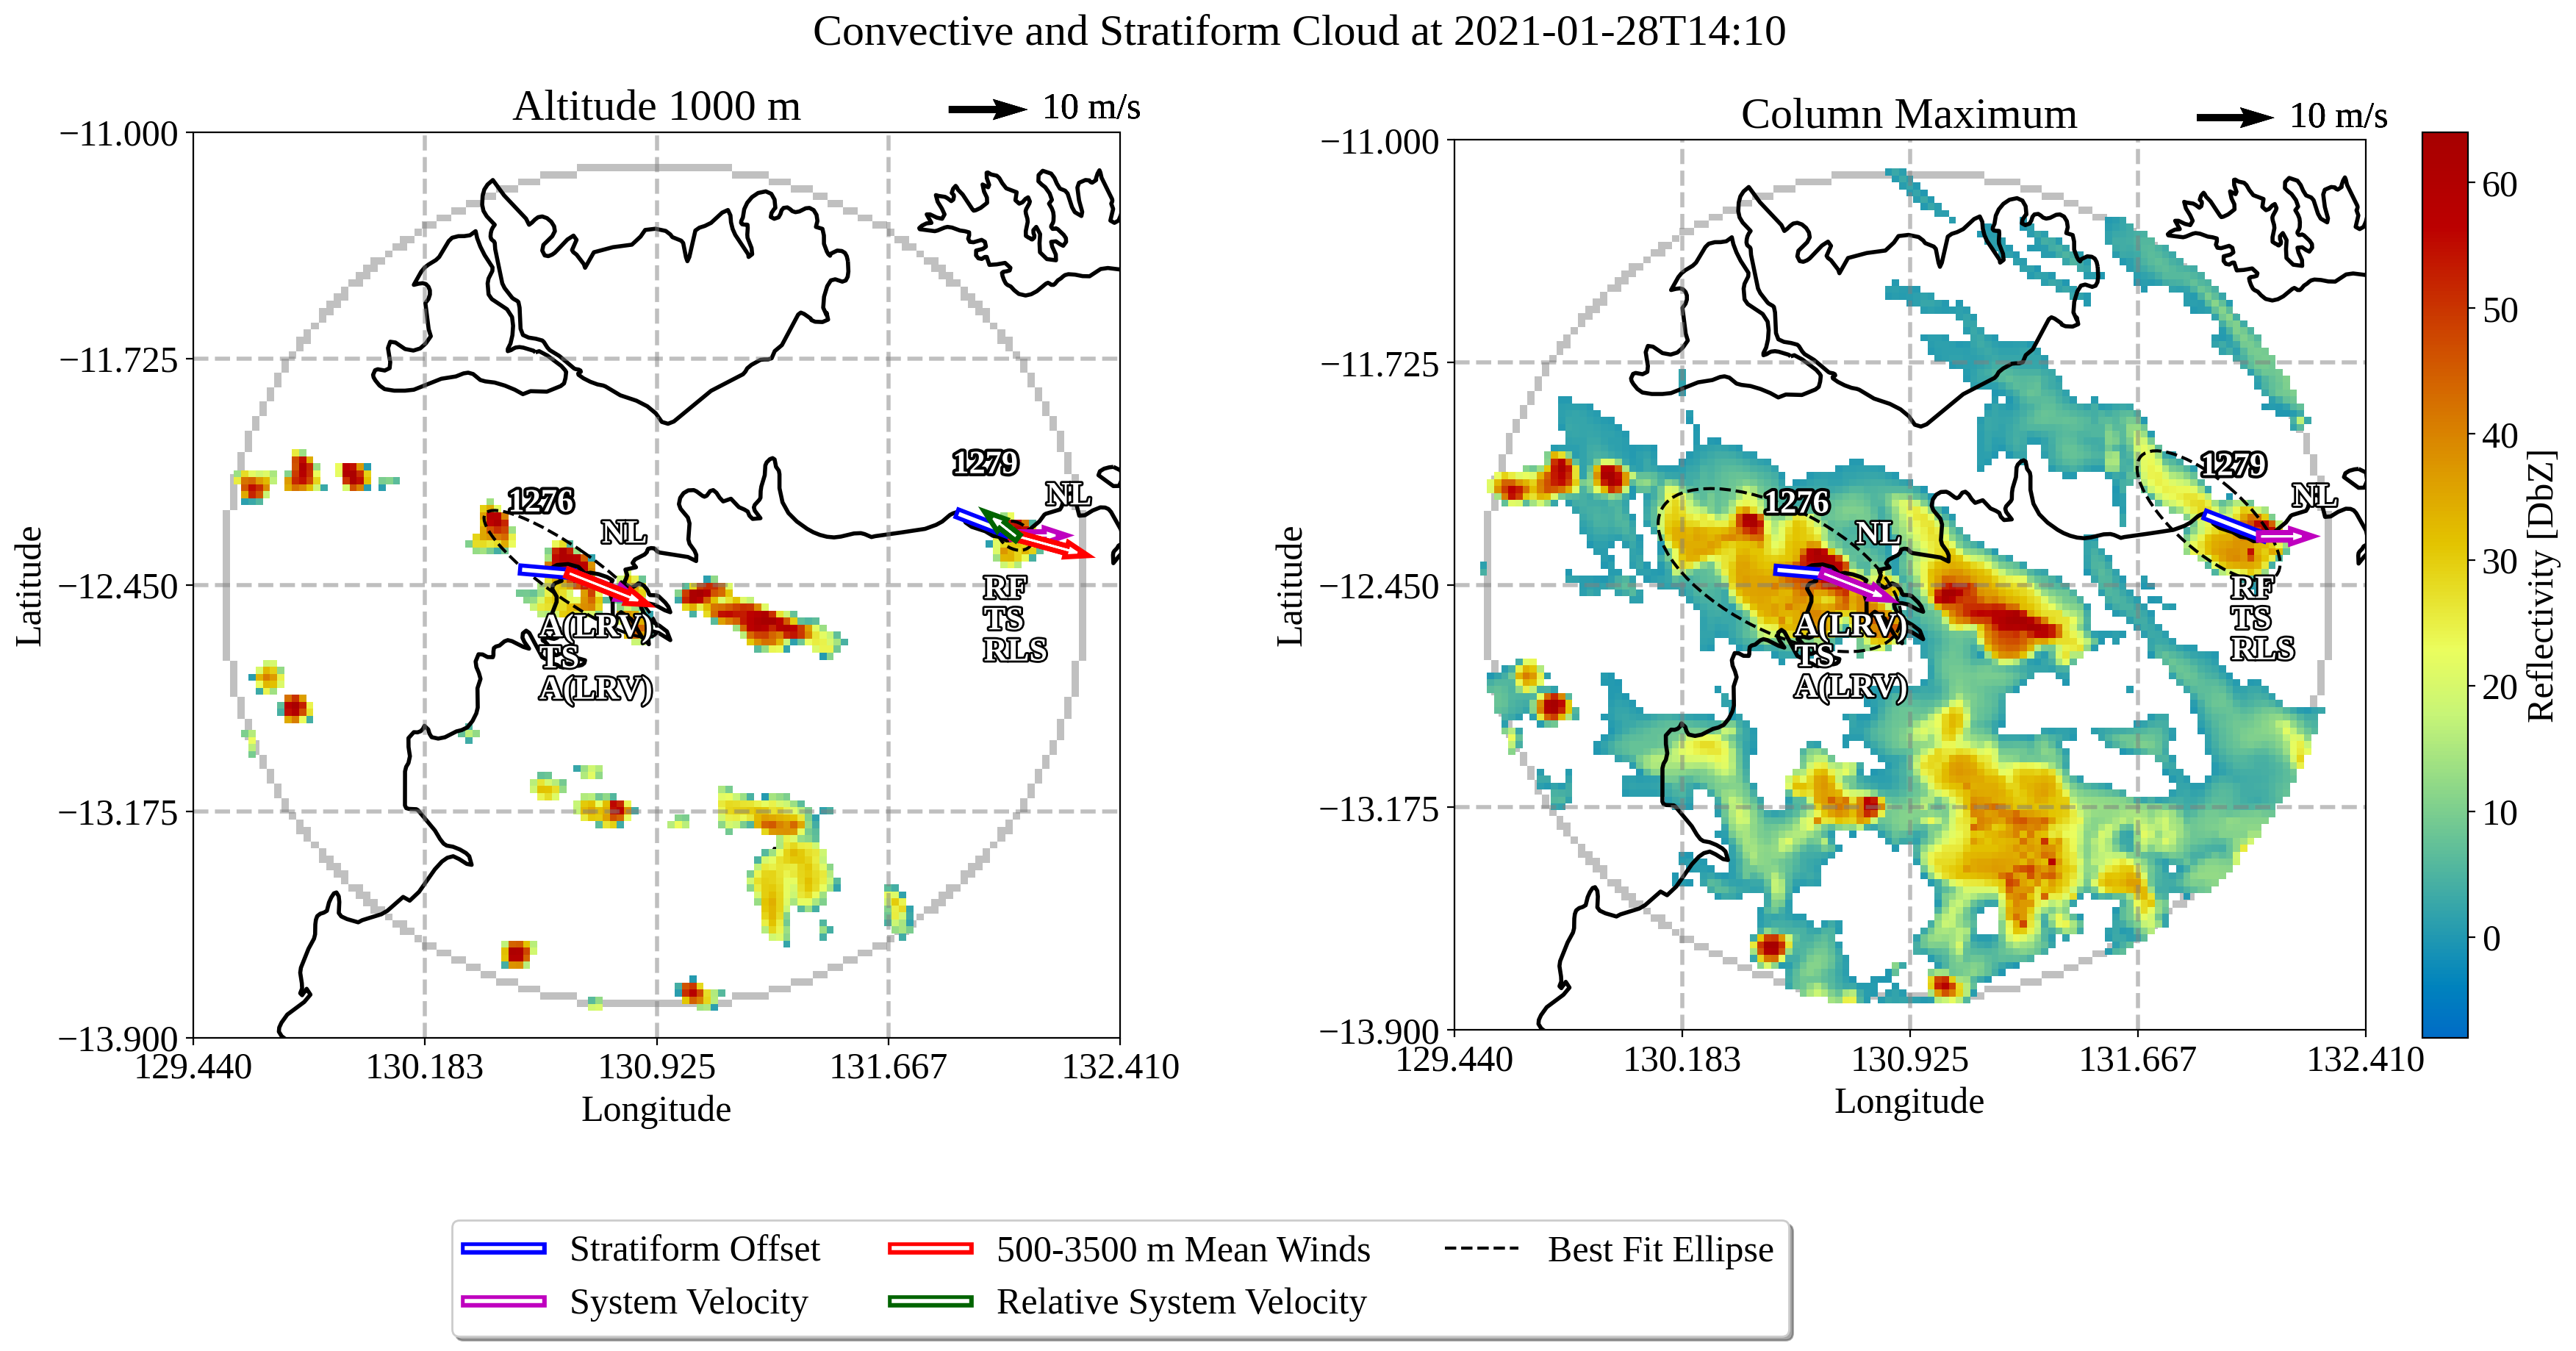 Convective and Stratiform Cloud at 2021-01-28T14:10
Altitude 1000 m
10 m/s
−11.000
−11.725
−12.450
−13.175
−13.900
129.440
130.183
130.925
131.667
132.410
Latitude
Longitude
1276
NL
A(LRV)
TS
A(LRV)
1279
NL
RF
TS
RLS
Column Maximum
10 m/s
−11.000
−11.725
−12.450
−13.175
−13.900
129.440
130.183
130.925
131.667
132.410
Latitude
Longitude
1276
NL
A(LRV)
TS
A(LRV)
1279
NL
RF
TS
RLS
60
50
40
30
20
10
0
Reflectivity [DbZ]
Stratiform Offset
System Velocity
500-3500 m Mean Winds
Relative System Velocity
Best Fit Ellipse